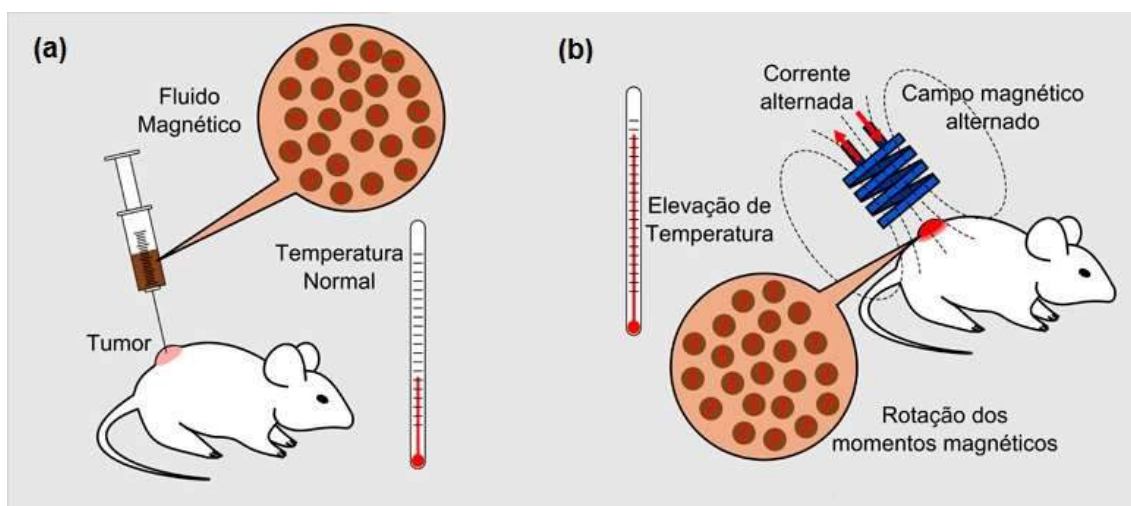 (a)
Fluido
Magnético
Temperatura
Normal
Tumor
(b)
Corrente
alternada
Campo magnético
alternado
Elevação de
Temperatura
Rotação dos
momentos magnéticos